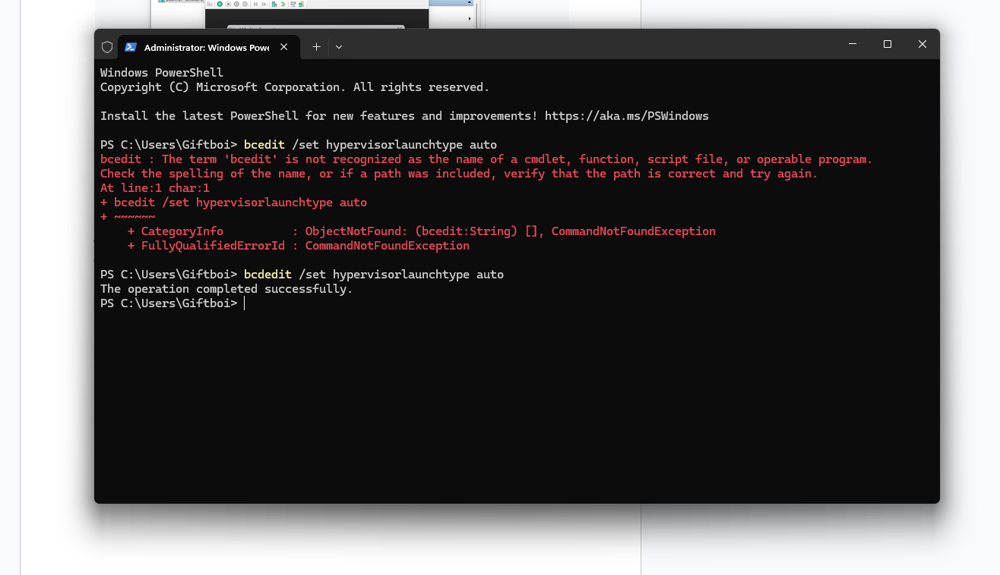 Administrator: Windows Powe
Windows PowerShell
Copyright (C) Microsoft Corporation. All rights reserved.
Install the latest PowerShell for new features and improvements! https://aka.ms/PSWindows
PS C:\Users\Giftboi> bcedit /set hypervisorlaunchtype auto
bcedit : The term 'bcedit' is not recognized as the name of a cmdlet, function, script file, or operable program.
Check the spelling of the name, or if a path was included, verify that the path is correct and try again.
At line:1 char:1
+ bcedit /set hypervisorlaunchtype auto
+ ~~~~~~
    + CategoryInfo          : ObjectNotFound: (bcedit:String) [], CommandNotFoundException
    + FullyQualifiedErrorId : CommandNotFoundException
PS C:\Users\Giftboi> bcdedit /set hypervisorlaunchtype auto
The operation completed successfully.
PS C:\Users\Giftboi>